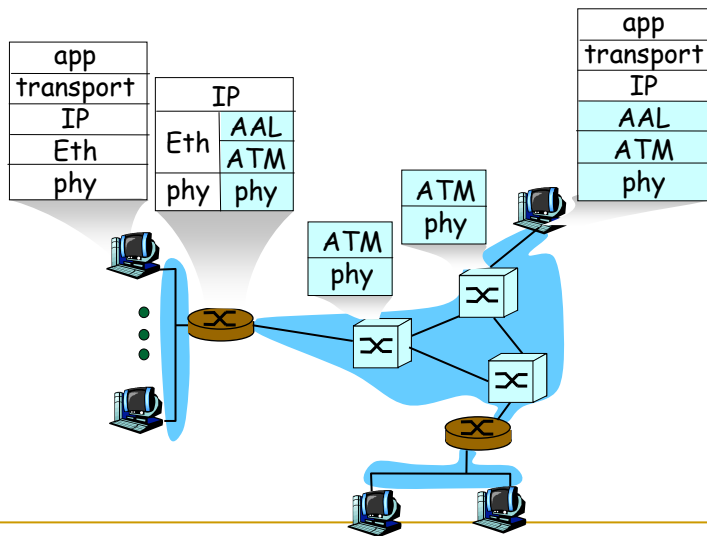 app
transport
IP
Eth
phy
IP
Eth
AAL
ATM
phy
phy
ATM
phy
ATM
phy
app
transport
IP
AAL
ATM
phy